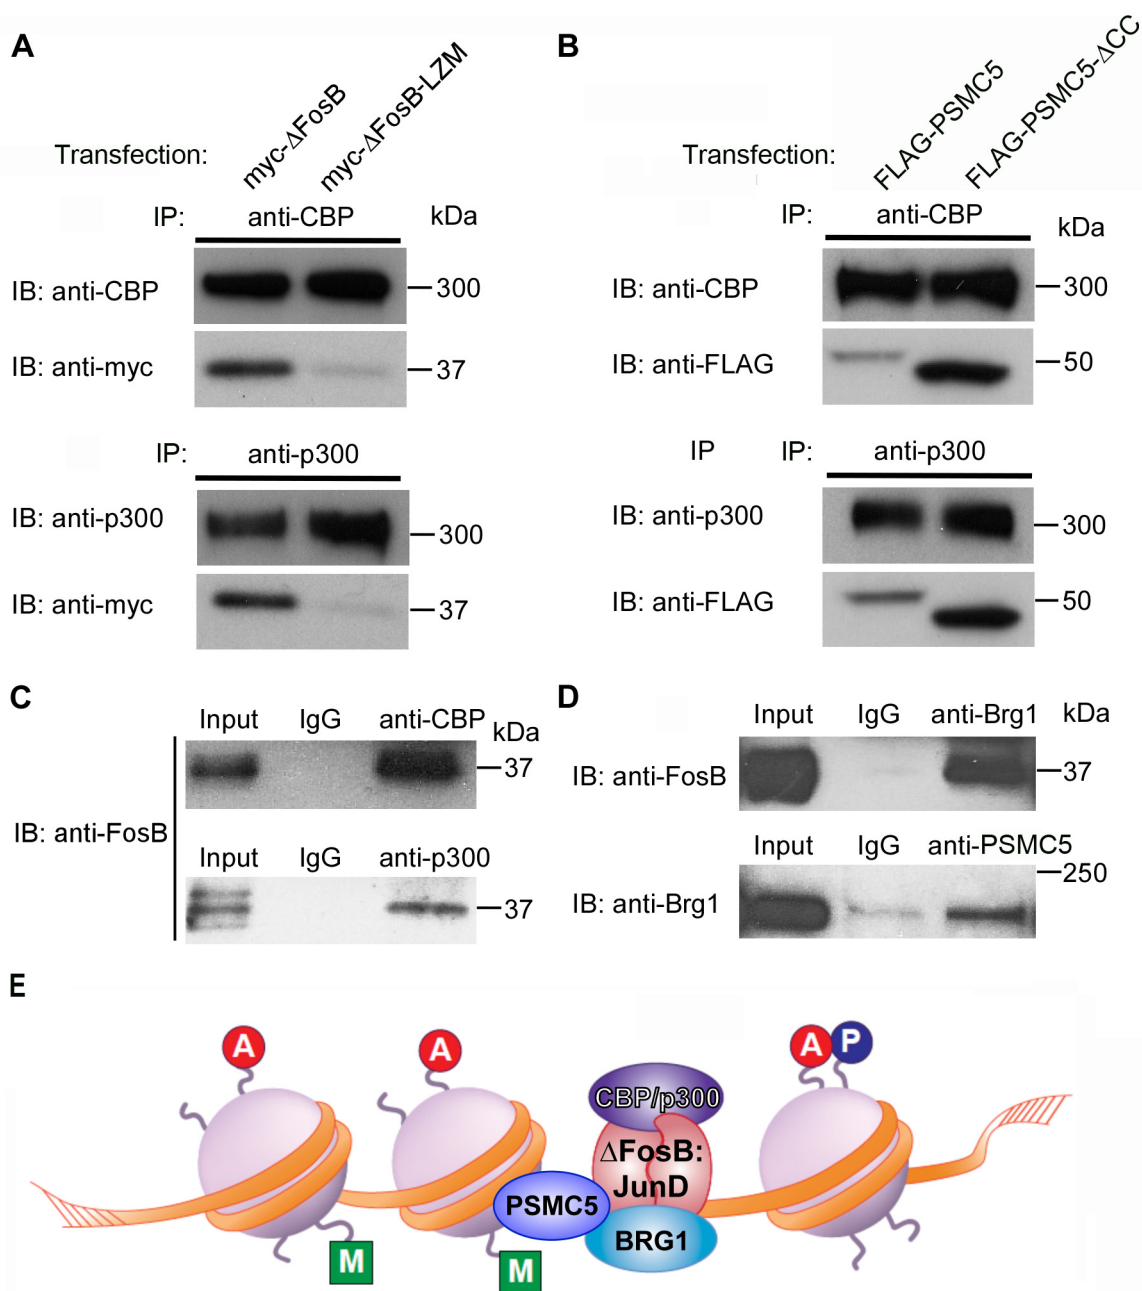 A
Transfection:
myc-ΔFosB
myc-ΔFosB-LZM
IP: anti-CBP kDa
IB: anti-CBP 300
IB: anti-myc 37
IP: anti-p300
IB: anti-p300 300
IB: anti-myc 37
B
Transfection:
FLAG-PSMC5
FLAG-PSMC5-ΔCC
IP: anti-CBP kDa
IB: anti-CBP 300
IB: anti-FLAG 50
IP IP: anti-p300
IB: anti-p300 300
IB: anti-FLAG 50
C
Input IgG anti-CBP kDa
37
IB: anti-FosB
Input IgG anti-p300
37
D
Input IgG anti-Brg1 kDa
IB: anti-FosB 37
Input IgG anti-PSMC5
250
IB: anti-Brg1
E
A
A
A P
CBP/p300
ΔFosB:
JunD
PSMC5
BRG1
M
M